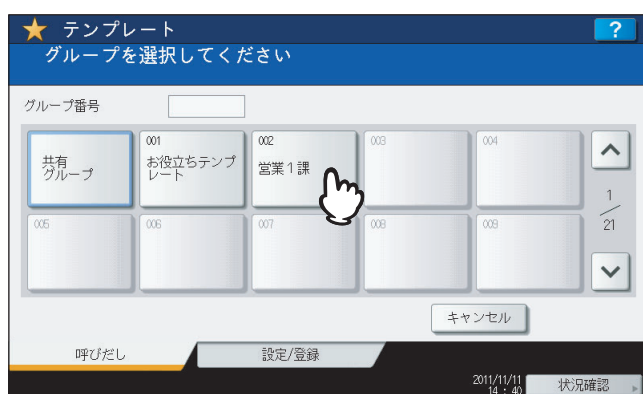 テンプレート
?
グループを選択してください
グループ番号
共有
グループ
001
お役立ちテンプ
レート
002
営業1課
003
004
1
21
005
006
007
008
009
キャンセル
呼びだし
設定/登録
2011/11/11
14 : 40
状況確認